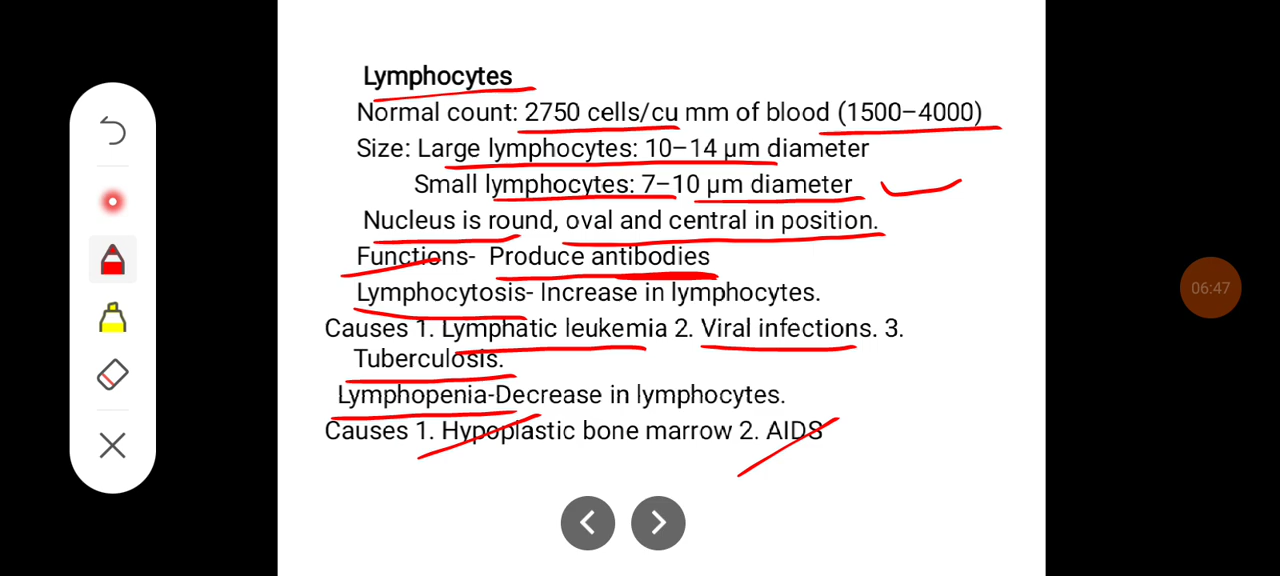 Lymphocytes
Normal count: 2750 cells/cu mm of blood (1500–4000)
Size: Large lymphocytes: 10–14 µm diameter
Small lymphocytes: 7–10 µm diameter
Nucleus is round, oval and central in position.
Functions- Produce antibodies
Lymphocytosis- Increase in lymphocytes.
Causes 1. Lymphatic leukemia 2. Viral infections. 3.
Tuberculosis.
Lymphopenia-Decrease in lymphocytes.
Causes 1. Hypoplastic bone marrow 2. AIDS
06:47